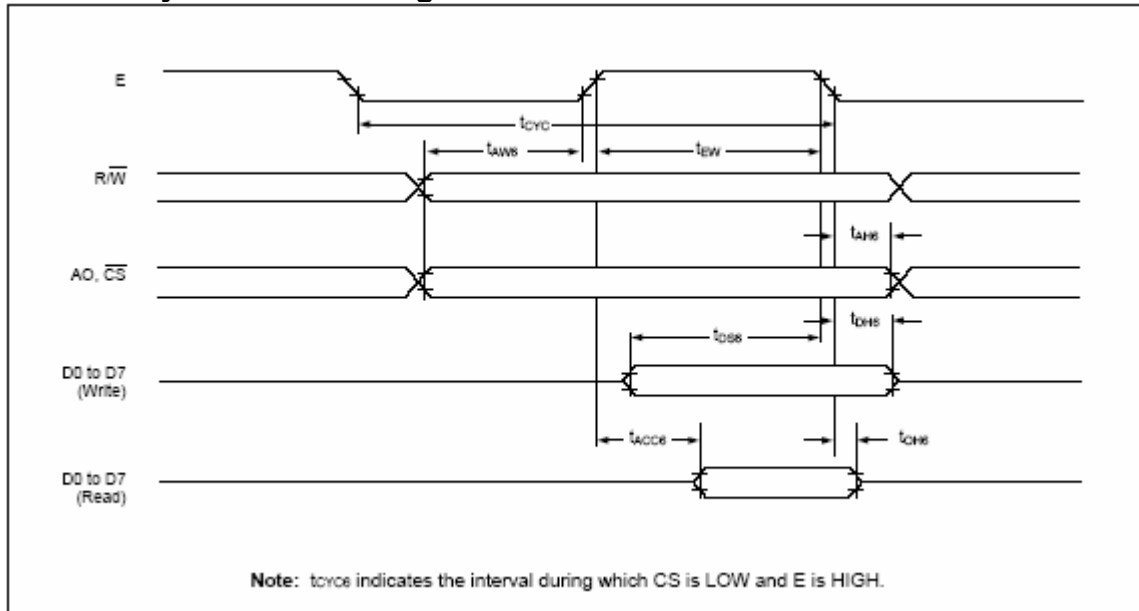 E
tCYC
tAW6
tEW
R/W
tAH6
AO, CS
tDH6
tDS6
D0 to D7
(Write)
tACC6
tOH6
D0 to D7
(Read)
Note: tCYC6 indicates the interval during which CS is LOW and E is HIGH.